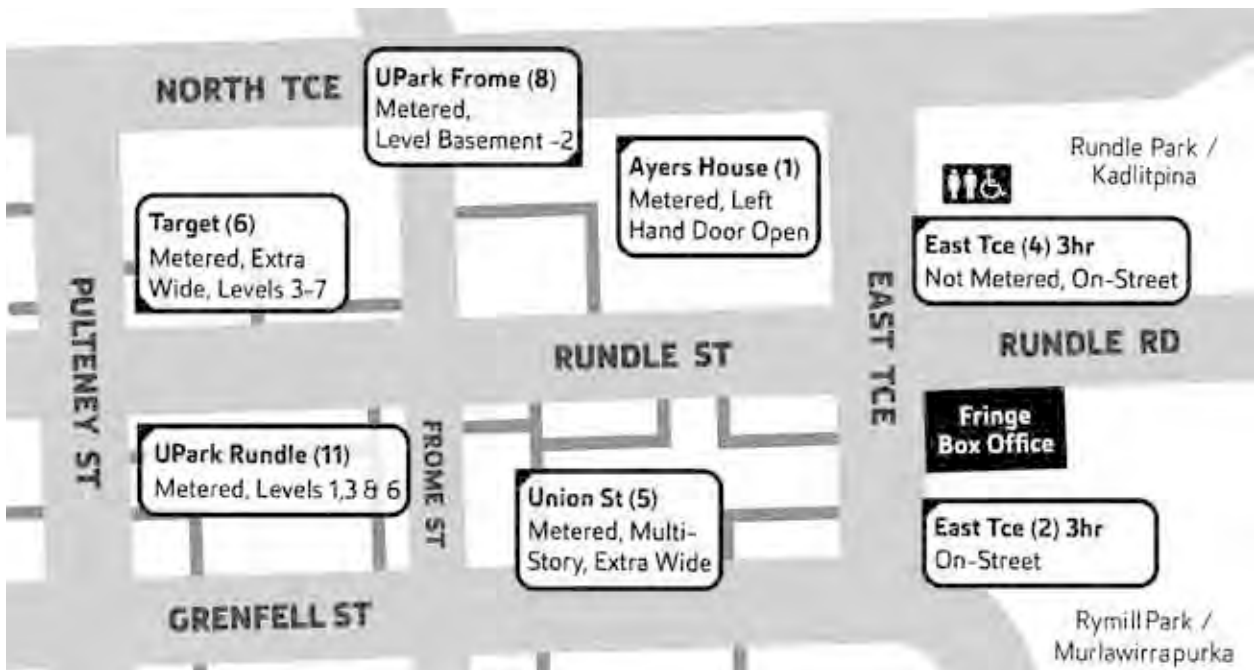 NORTH TCE
UPark Frome (8)
Metered,
Level Basement -2
Ayers House (1)
Metered, Left
Hand Door Open
Rundle Park /
Kadlitpina
Target (6)
Metered, Extra
Wide, Levels 3-7
East Tce (4) 3hr
Not Metered, On-Street
PULTENEY ST
EAST TCE
RUNDLE ST
RUNDLE RD
Fringe
Box Office
UPark Rundle (11)
Metered, Levels 1,3 & 6
FROME ST
Union St (5)
Metered, Multi-
Story, Extra Wide
East Tce (2) 3hr
On-Street
GRENFELL ST
Rymill Park /
Murlawirrapurka